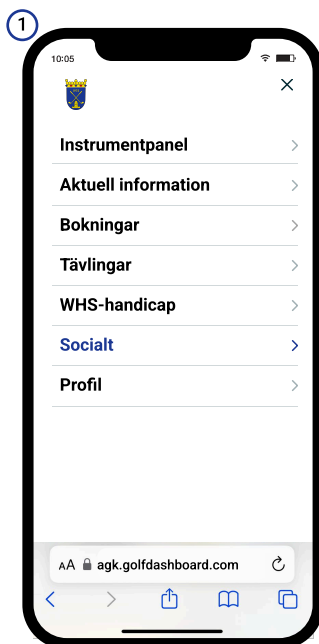 1
10:05
Instrumentpanel
Aktuell information
Bokningar
Tävlingar
WHS-handicap
Socialt
Profil
AA agk.golfdashboard.com